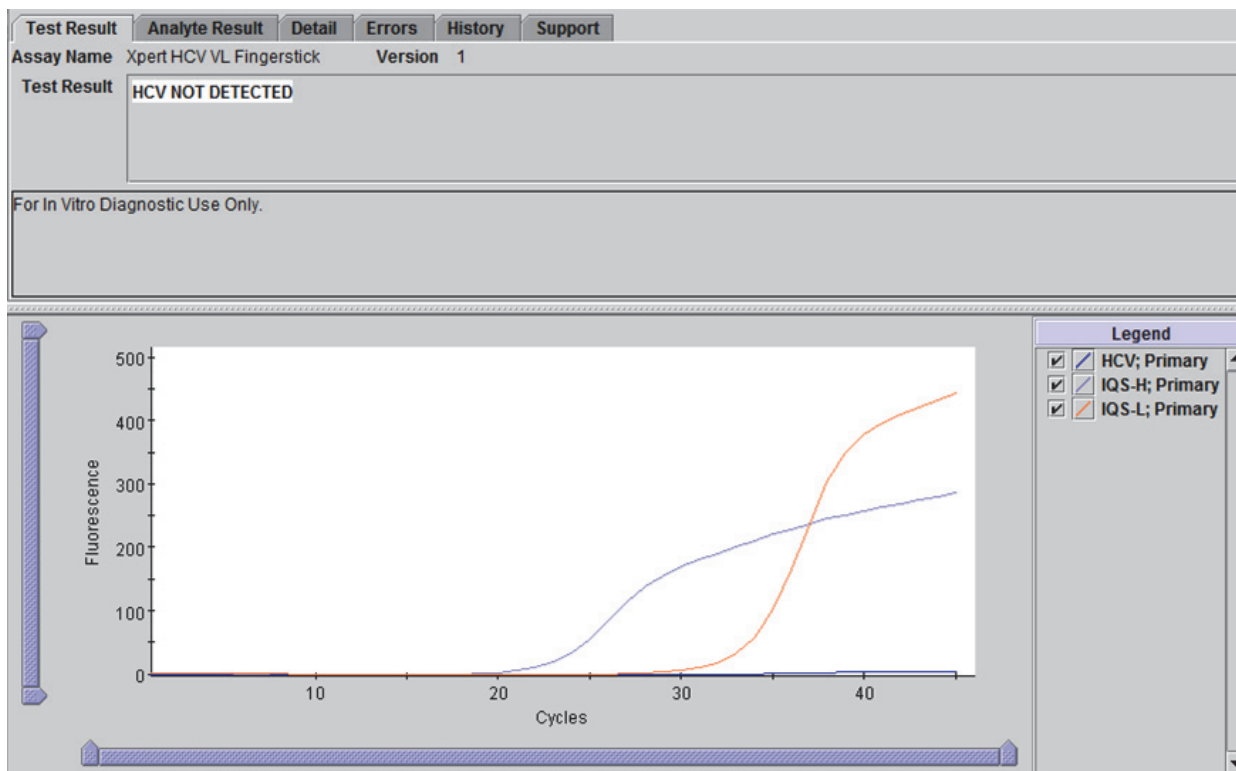 Test Result Analyte Result Detail Errors History Support
Assay Name Xpert HCV VL Fingerstick Version 1
Test Result HCV NOT DETECTED
For In Vitro Diagnostic Use Only.
Legend
HCV; Primary
IQS-H; Primary
IQS-L; Primary
500
400
300
200
100
0
Fluorescence
10 20 30 40
Cycles